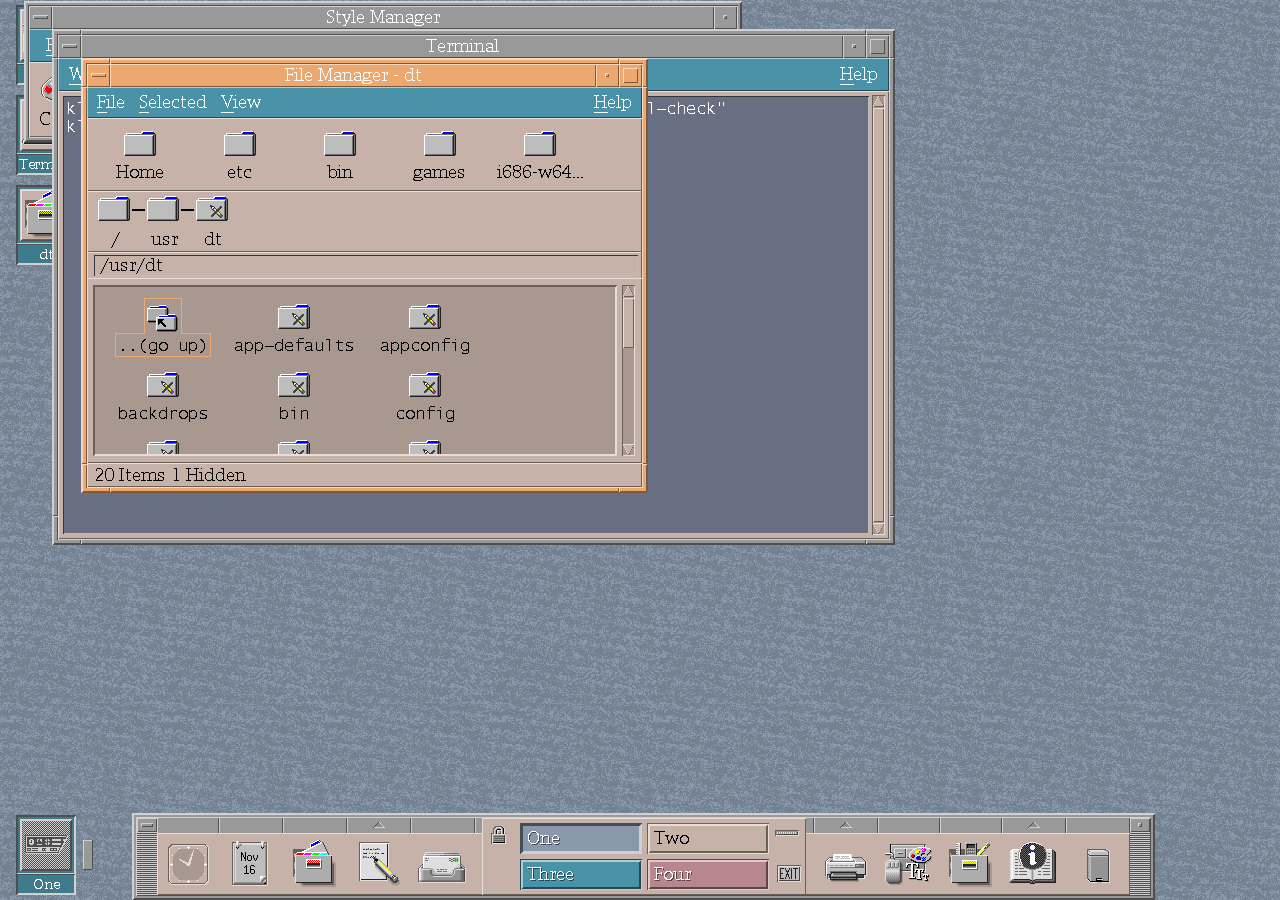 Style Manager
Terminal
Help
l-check"
File Manager - dt
File Selected View Help
Home etc bin games i686-w64...
/ usr dt
/usr/dt
..(go up) app-defaults appconfig
backdrops bin config
20 Items 1 Hidden
Term
dt
One
Nov
16
One Two
Three Four
EXIT